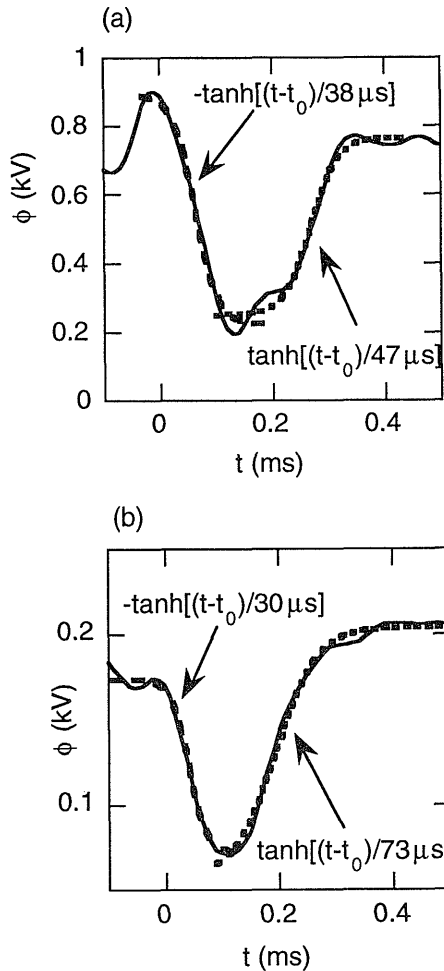 (a)
1
0.8
0.6
0.4
0.2
0
ϕ (kV)
-tanh[(t-t₀)/38 μs]
tanh[(t-t₀)/47 μs]
0
0.2
0.4
t (ms)
(b)
0.2
0.1
ϕ (kV)
-tanh[(t-t₀)/30 μs]
tanh[(t-t₀)/73 μs
0
0.2
0.4
t (ms)